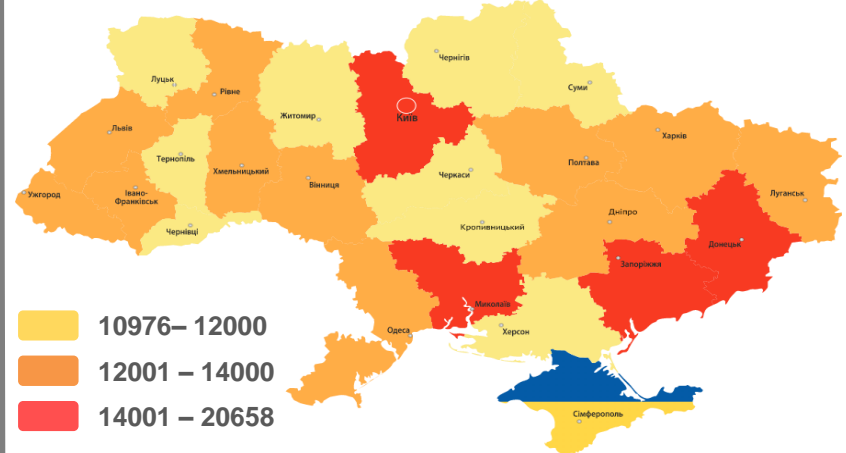 Чернігів
Луцьк
Рівне
Суми
Житомир
Київ
Львів
Харків
Тернопіль
Полтава
Хмельницький
Черкаси
Вінниця
Ужгород
Івано-
Франківськ
Луганськ
Дніпро
Чернівці
Кропивницький
Донецьк
Запоріжжя
Миколаїв
Одеса
Херсон
Сімферополь
10976– 12000
12001 – 14000
14001 – 20658